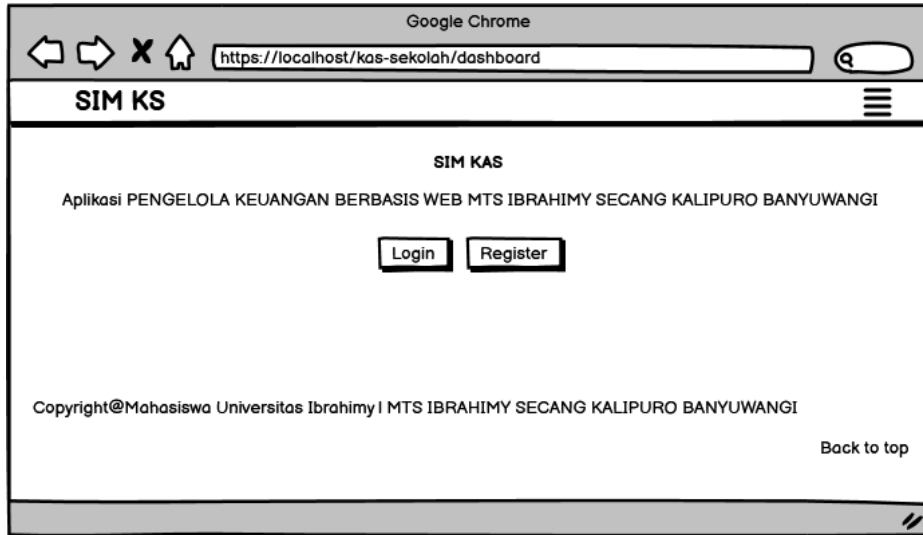 Google Chrome
https://localhost/kas-sekolah/dashboard
SIM KS
SIM KAS
Aplikasi PENGELOLA KEUANGAN BERBASIS WEB MTS IBRAHIMY SECANG KALIPURO BANYUWANGI
Login Register
Copyright@Mahasiswa Universitas Ibrahimy | MTS IBRAHIMY SECANG KALIPURO BANYUWANGI
Back to top